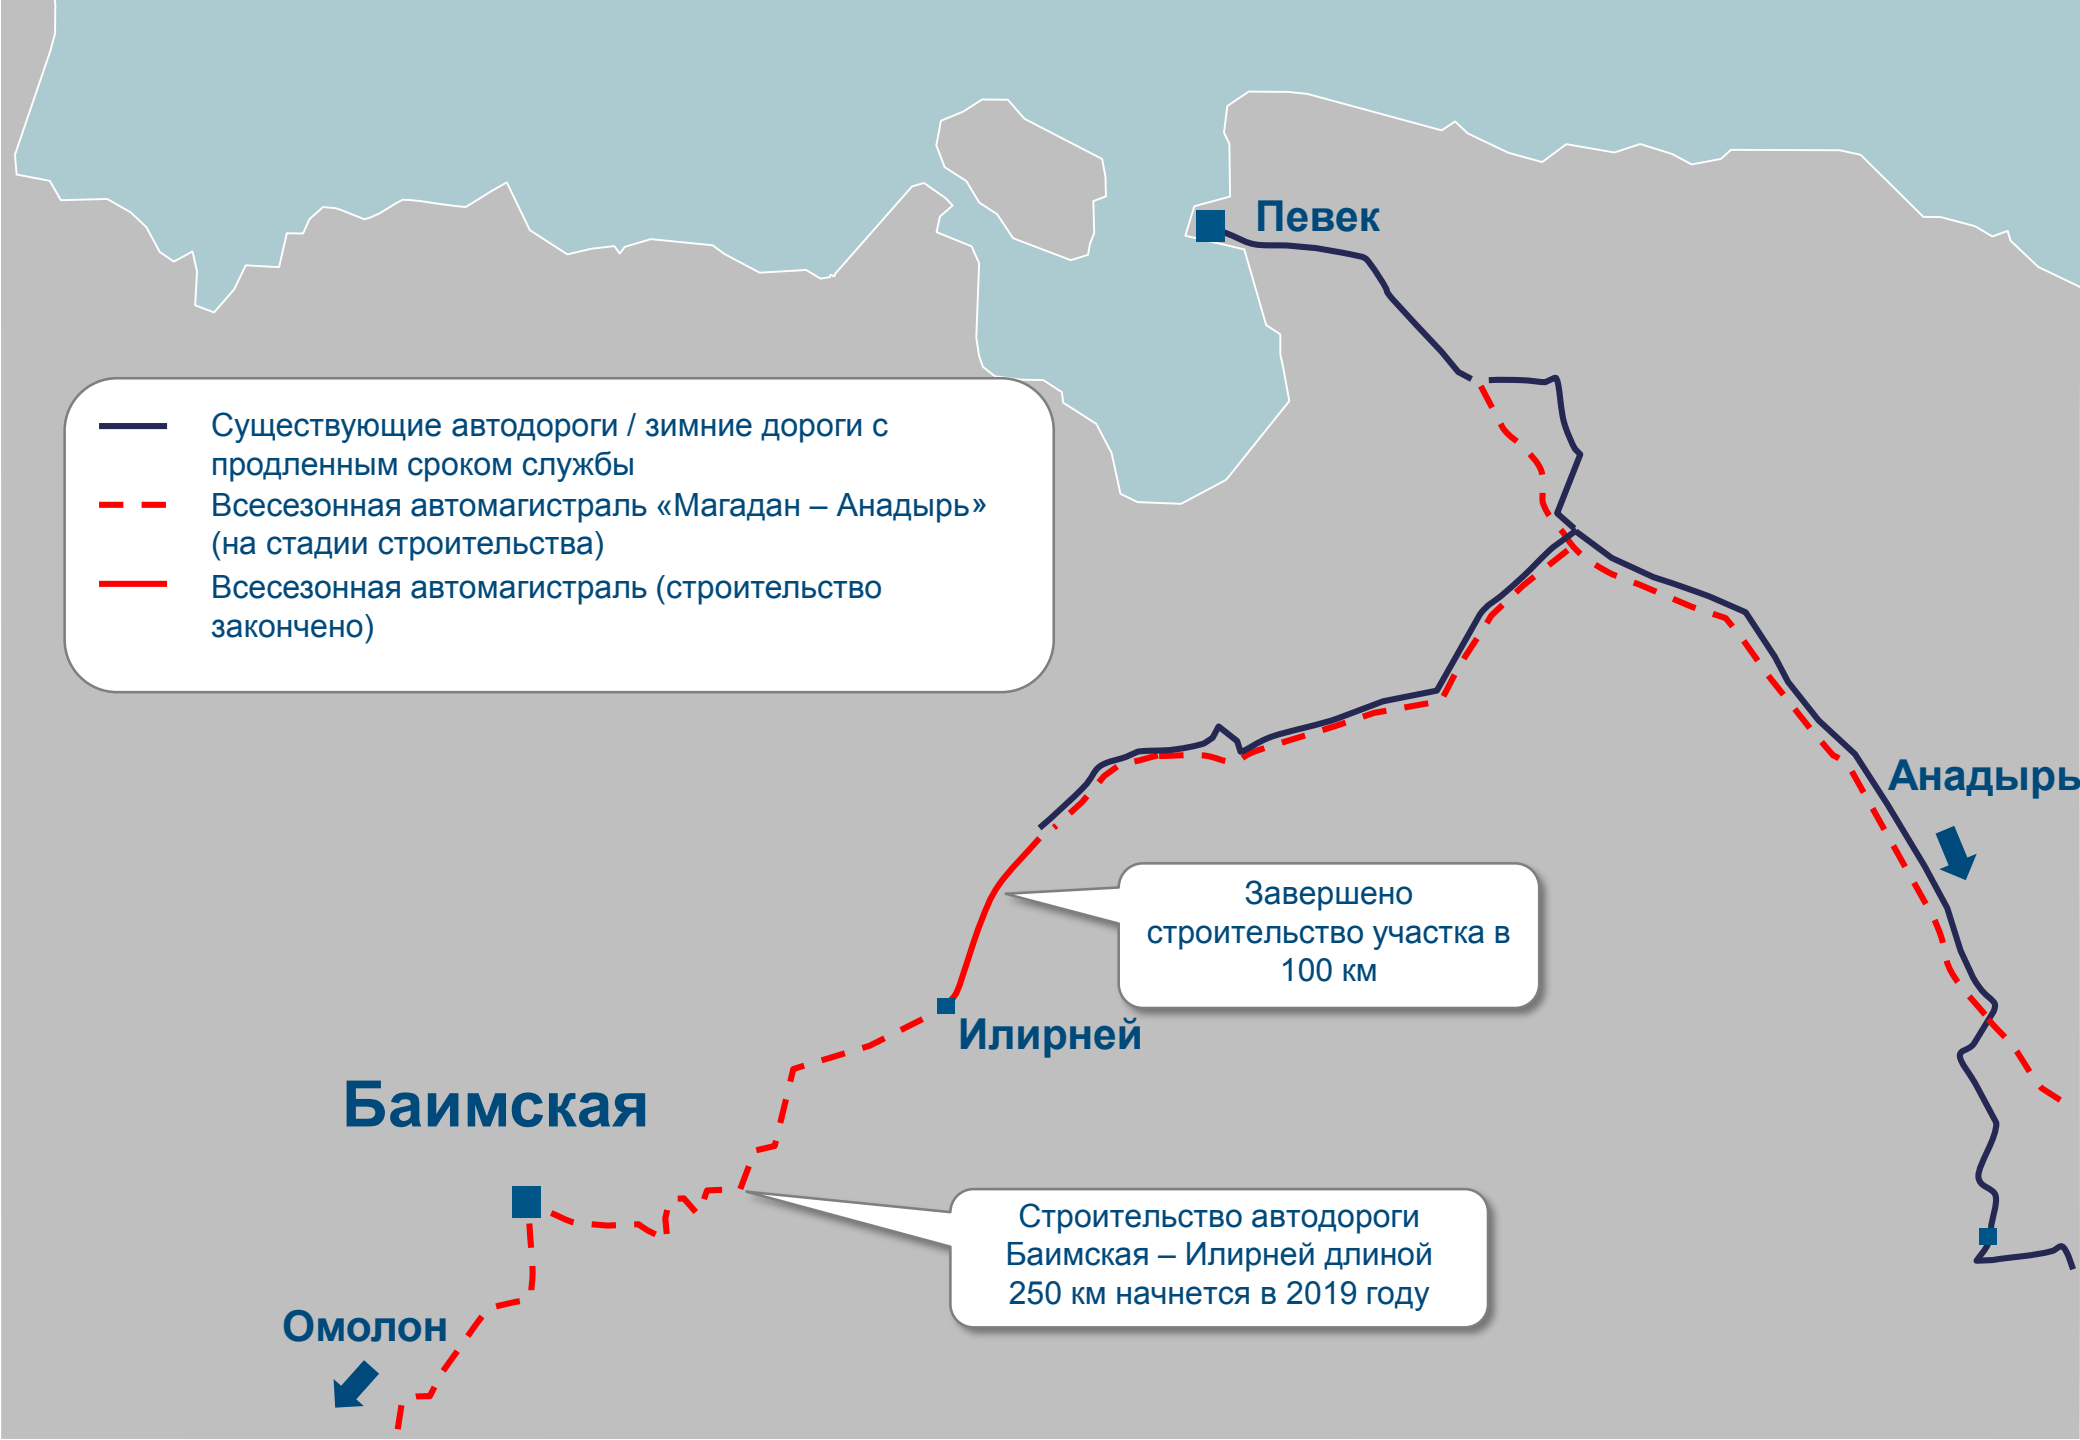 Певек
Существующие автодороги / зимние дороги с
продленным сроком службы
Всесезонная автомагистраль «Магадан – Анадырь»
(на стадии строительства)
Всесезонная автомагистраль (строительство
закончено)
Анадырь
Завершено
строительство участка в
100 км
Илирней
Баимская
Строительство автодороги
Баимская – Илирней длиной
250 км начнется в 2019 году
Омолон